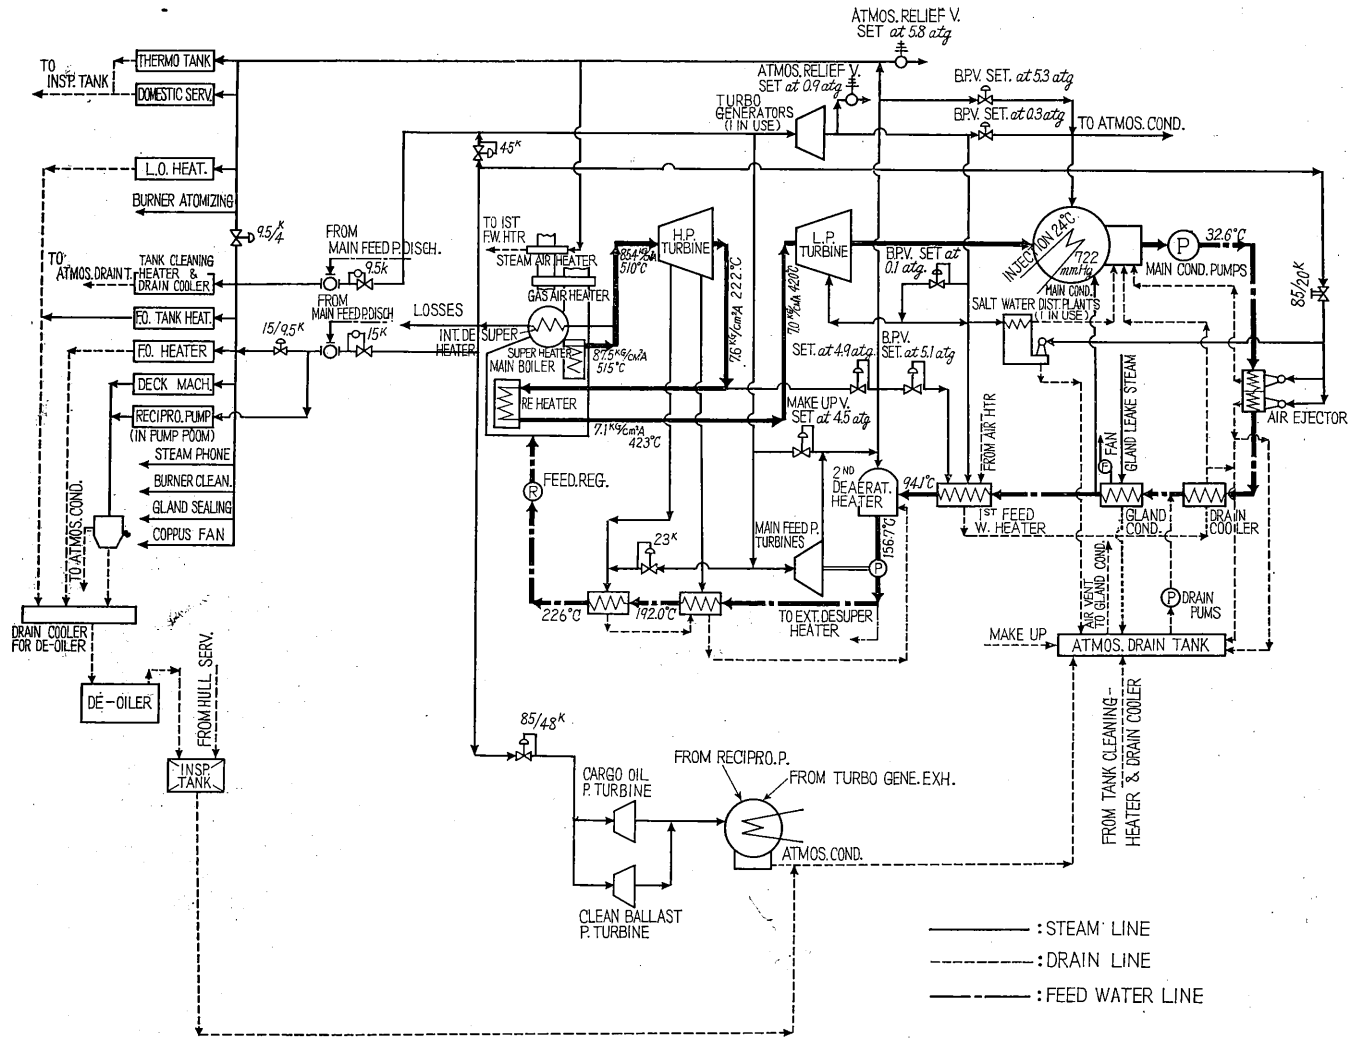 ATMOS. RELIEF V.
SET at 5.8 atg
TO
INSP. TANK
THERMO TANK
DOMESTIC SERV.
ATMOS. RELIEF V.
SET at 0.9 atg
TURBO
GENERATORS
(1 IN USE)
B.P.V. SET. at 5.3 atg
B.P.V. SET. at 0.3 atg
TO ATMOS. COND.
45K
L.O. HEAT.
BURNER ATOMIZING
9.5/4K
FROM
MAIN FEED P. DISCH.
9.5K
TO
ATMOS. DRAIN T.
TANK CLEANING
HEATER &
DRAIN COOLER
FROM
MAIN FEED P. DISCH
15K
F.O. TANK HEAT.
15/9.5K
F.O. HEATER
DECK MACH.
RECIPRO. PUMP
(IN PUMP POOM)
STEAM PHONE
BURNER CLEAN.
GLAND SEALING
COPPUS FAN
TO ATMOS. COND.
TO 1ST
F.W. HTR
STEAM AIR HEATER
GAS AIR HEATER
LOSSES
INT. DE SUPER
HEATER
SUPER HEATER
MAIN BOILER
87.5 KG/cm²A
515°C
510°C
H.P.
TURBINE
7.6 KG/cm²A 222°C
RE HEATER
7.1 KG/cm²A
423°C
420°C
L.P.
TURBINE
B.P.V. SET at
0.1 atg
INJECTION 24°C
722
mmHg
MAIN COND.
P
MAIN COND. PUMPS
32.6°C
85/20K
SALT WATER DIST. PLANTS
(1 IN USE)
SET. at 4.9 atg
B.P.V.
SET. at 5.1 atg
MAKE UP V.
SET at 4.5 atg
AIR EJECTOR
FROM AIR HTR
FAN
F
GLAND LEAKE STEAM
R
FEED. REG.
2ND
DEAERAT.
HEATER
94.1°C
1ST FEED
W. HEATER
GLAND
COND.
DRAIN
COOLER
23K
MAIN FEED P.
TURBINES
156.7°C
P
226°C
192.0°C
TO EXT. DESUPER
HEATER
AIR VENT
TO GLAND COND.
P
DRAIN
PUMS
MAKE UP
ATMOS. DRAIN TANK
DRAIN COOLER
FOR DE-OILER
DE-OILER
FROM HULL SERV.
INSP.
TANK
85/48K
CARGO OIL
P. TURBINE
CLEAN BALLAST
P. TURBINE
FROM RECIPRO. P.
FROM TURBO GENE. EXH.
ATMOS. COND.
FROM TANK CLEANING-
HEATER & DRAIN COOLER
: STEAM LINE
: DRAIN LINE
: FEED WATER LINE